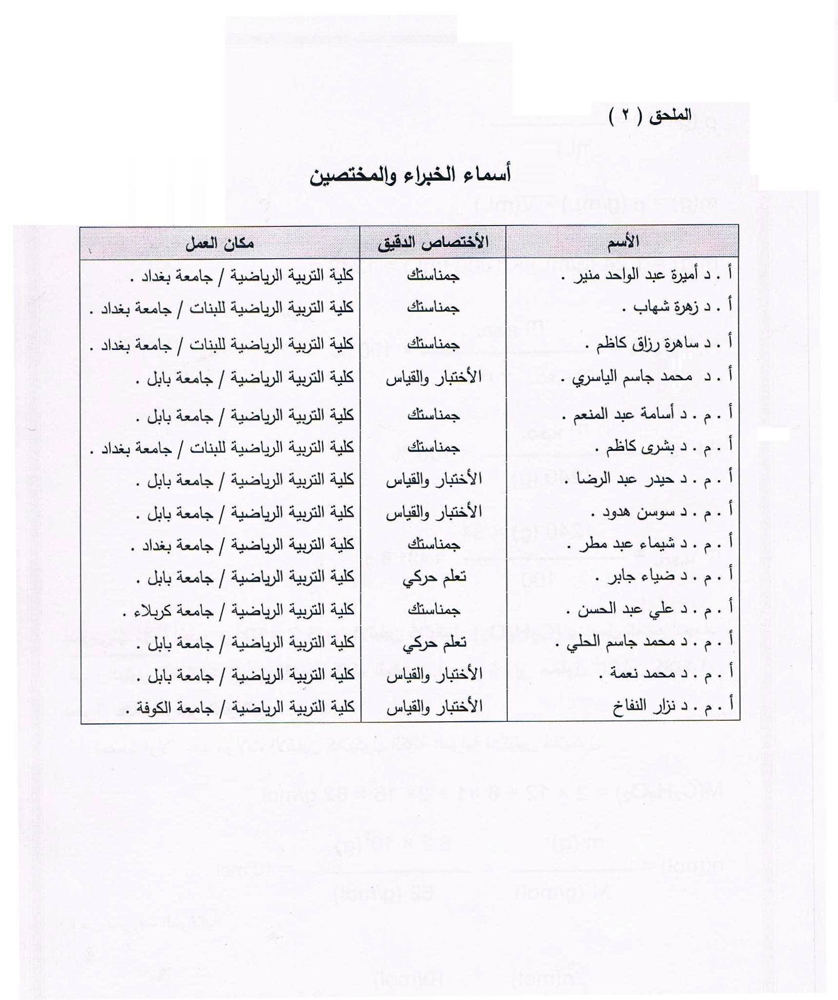 الملحق ( ٢ )
أسماء الخبراء والمختصين
الأسم الأختصاص الدقيق مكان العمل
أ . د أميرة عبد الواحد منير . جمناستك كلية التربية الرياضية / جامعة بغداد .
أ . د زهرة شهاب . جمناستك كلية التربية الرياضية للبنات / جامعة بغداد .
أ . د ساهرة رزاق كاظم . جمناستك كلية التربية الرياضية للبنات / جامعة بغداد .
أ . د محمد جاسم الياسري . الأختبار والقياس كلية التربية الرياضية / جامعة بابل .
أ . م . د أسامة عبد المنعم . جمناستك كلية التربية الرياضية / جامعة بابل .
أ . م . د بشرى كاظم . جمناستك كلية التربية الرياضية للبنات / جامعة بغداد .
أ . م . د حيدر عبد الرضا . الأختبار والقياس كلية التربية الرياضية / جامعة بابل .
أ . م . د سوسن هدود . الأختبار والقياس كلية التربية الرياضية / جامعة بابل .
أ . م . د شيماء عبد مطر . جمناستك كلية التربية الرياضية / جامعة بغداد .
أ . م . د ضياء جابر . تعلم حركي كلية التربية الرياضية / جامعة بابل .
أ . م . د علي عبد الحسن . جمناستك كلية التربية الرياضية / جامعة كربلاء .
أ . م . د محمد جاسم الحلي . تعلم حركي كلية التربية الرياضية / جامعة بابل .
أ . م . د محمد نعمة . الأختبار والقياس كلية التربية الرياضية / جامعة بابل .
أ . م . د نزار النفاخ الأختبار والقياس كلية التربية الرياضية / جامعة الكوفة .